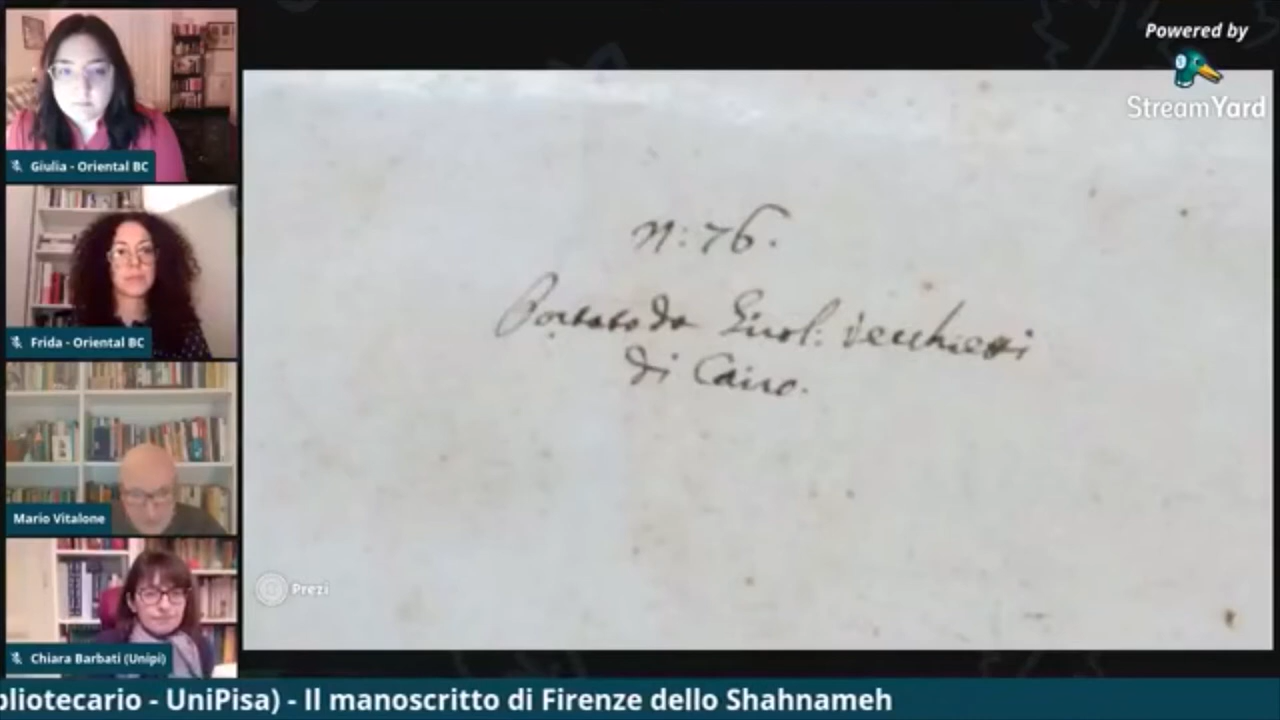 Giulia - Oriental BC
Frida - Oriental BC
Mario Vitalone
Chiara Barbati (Unipi)
Powered by
StreamYard
n: 76.
Portato da Girol: Vecchietti
di Cairo.
Prezi
bliotecario - UniPisa) - Il manoscritto di Firenze dello Shahnameh